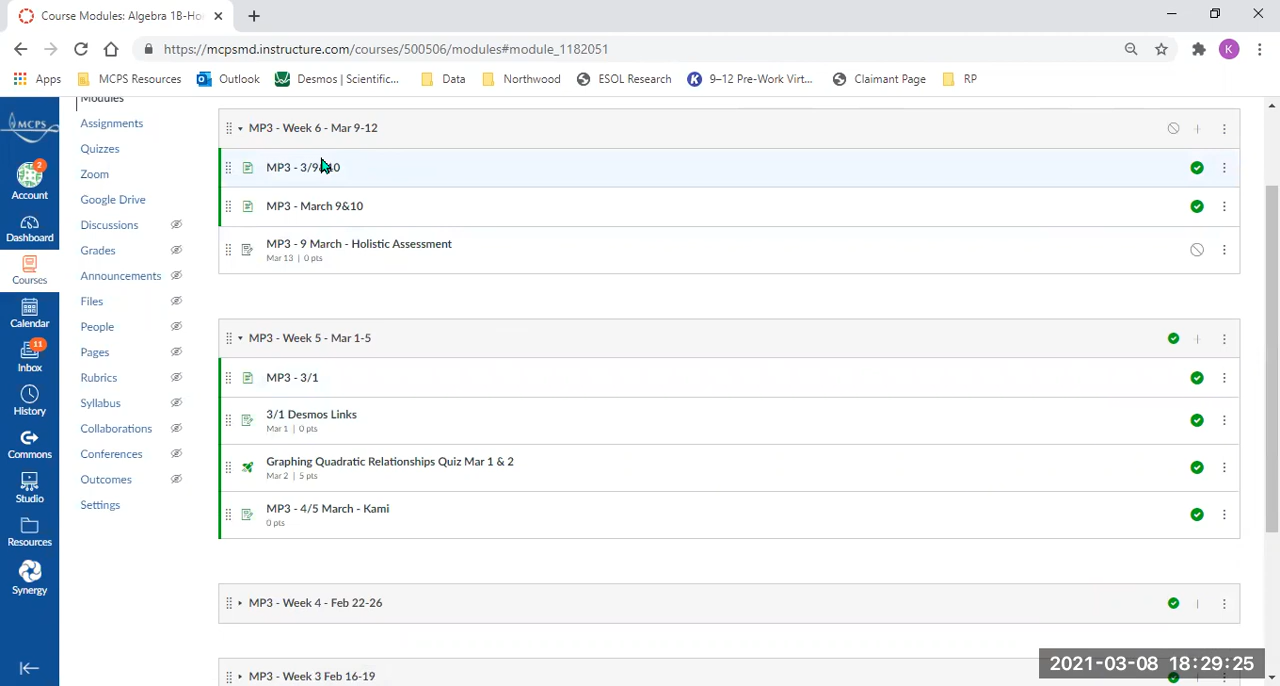 Course Modules: Algebra 1B-Ho
https://mcpsmd.instructure.com/courses/500506/modules#module_1182051
K
Apps
MCPS Resources
Outlook
Desmos | Scientific...
Data
Northwood
ESOL Research
K
9-12 Pre-Work Virt...
Claimant Page
RP
MCPS
2
Account
Dashboard
Courses
Calendar
11
Inbox
History
Commons
Studio
Resources
Synergy
Modules
Assignments
Quizzes
Zoom
Google Drive
Discussions
Grades
Announcements
Files
People
Pages
Rubrics
Syllabus
Collaborations
Conferences
Outcomes
Settings
MP3 - Week 6 - Mar 9-12
MP3 - 3/9&10
MP3 - March 9&10
MP3 - 9 March - Holistic Assessment
Mar 13 | 0 pts
MP3 - Week 5 - Mar 1-5
MP3 - 3/1
3/1 Desmos Links
Mar 1 | 0 pts
Graphing Quadratic Relationships Quiz Mar 1 & 2
Mar 2 | 5 pts
MP3 - 4/5 March - Kami
0 pts
MP3 - Week 4 - Feb 22-26
MP3 - Week 3 Feb 16-19
2021-03-08 18:29:25